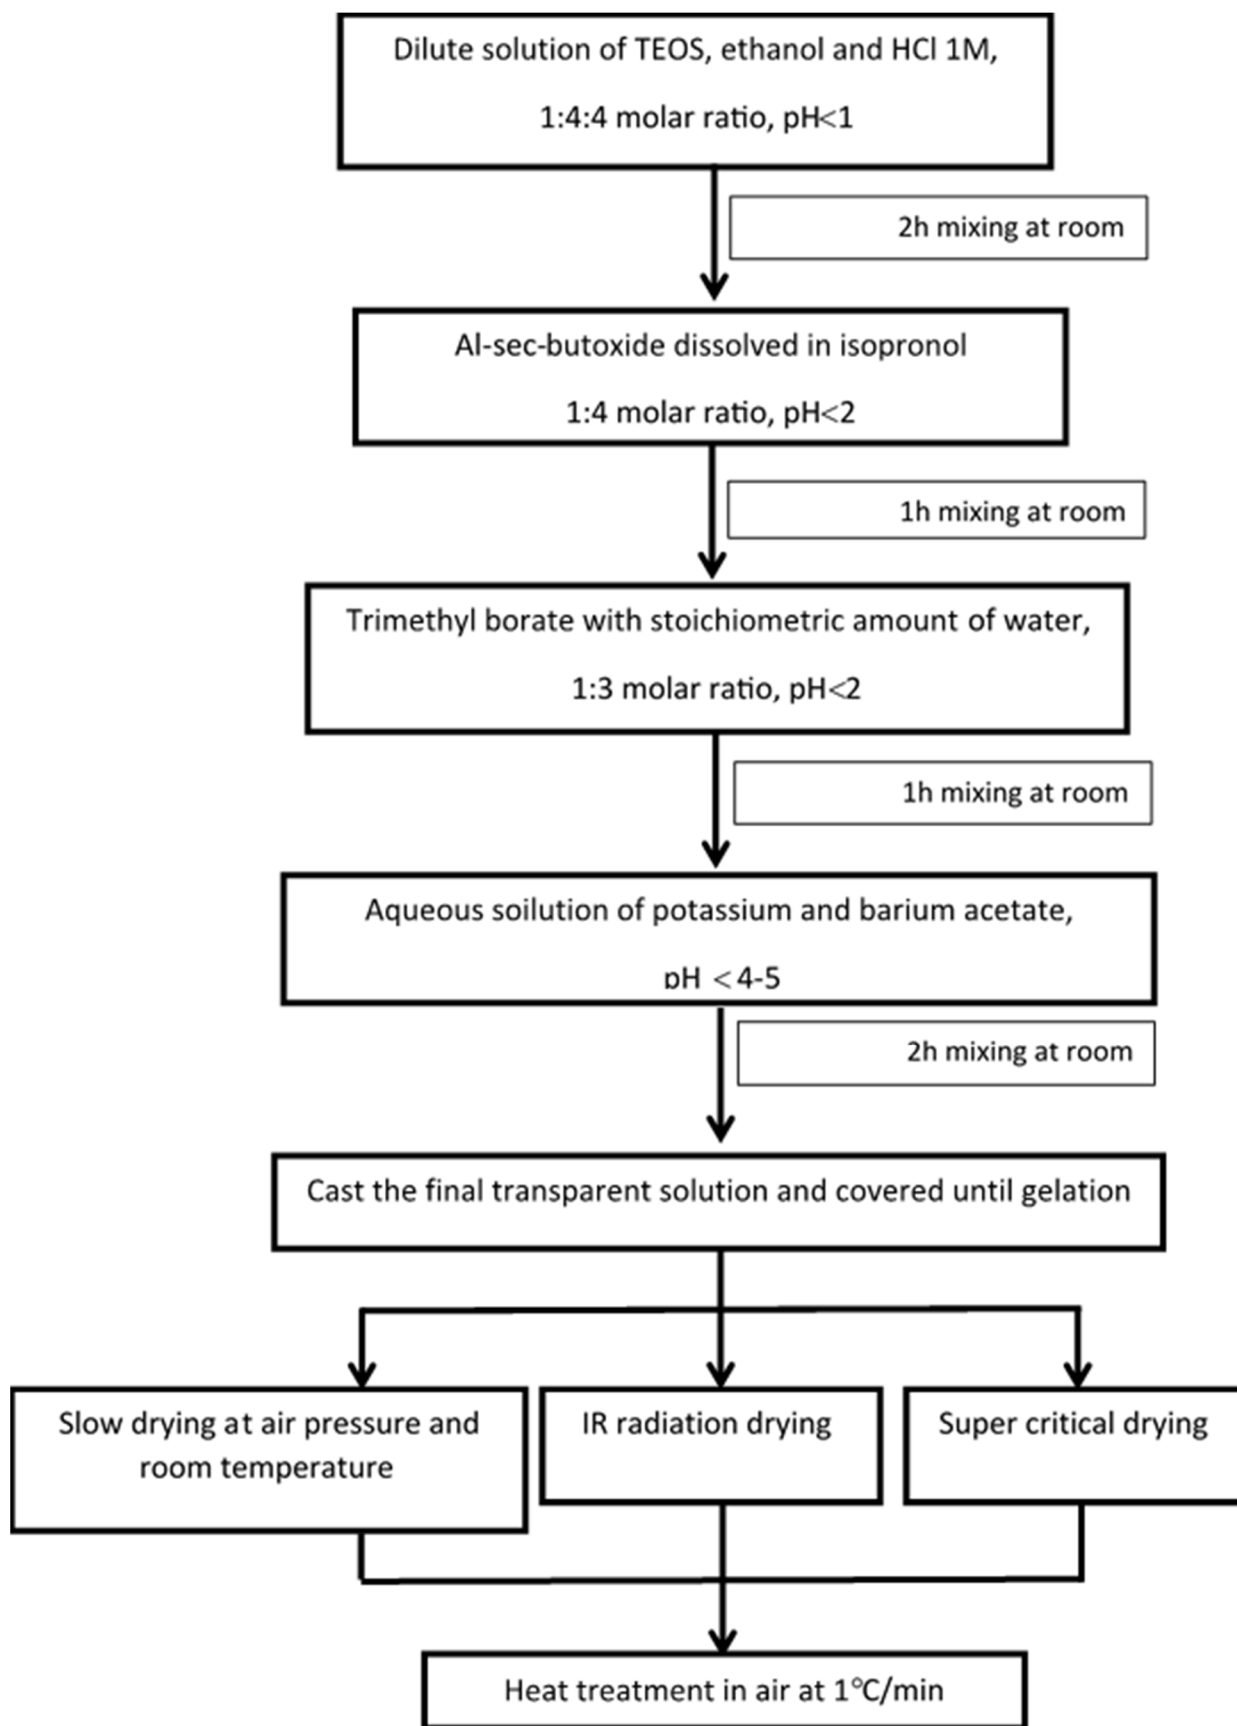 Dilute solution of TEOS, ethanol and HCl 1M,
1:4:4 molar ratio, pH<1
2h mixing at room
Al-sec-butoxide dissolved in isopronol
1:4 molar ratio, pH<2
1h mixing at room
Trimethyl borate with stoichiometric amount of water,
1:3 molar ratio, pH<2
1h mixing at room
Aqueous soilution of potassium and barium acetate,
pH < 4-5
2h mixing at room
Cast the final transparent solution and covered until gelation
Slow drying at air pressure and
room temperature
IR radiation drying
Super critical drying
Heat treatment in air at 1°C/min